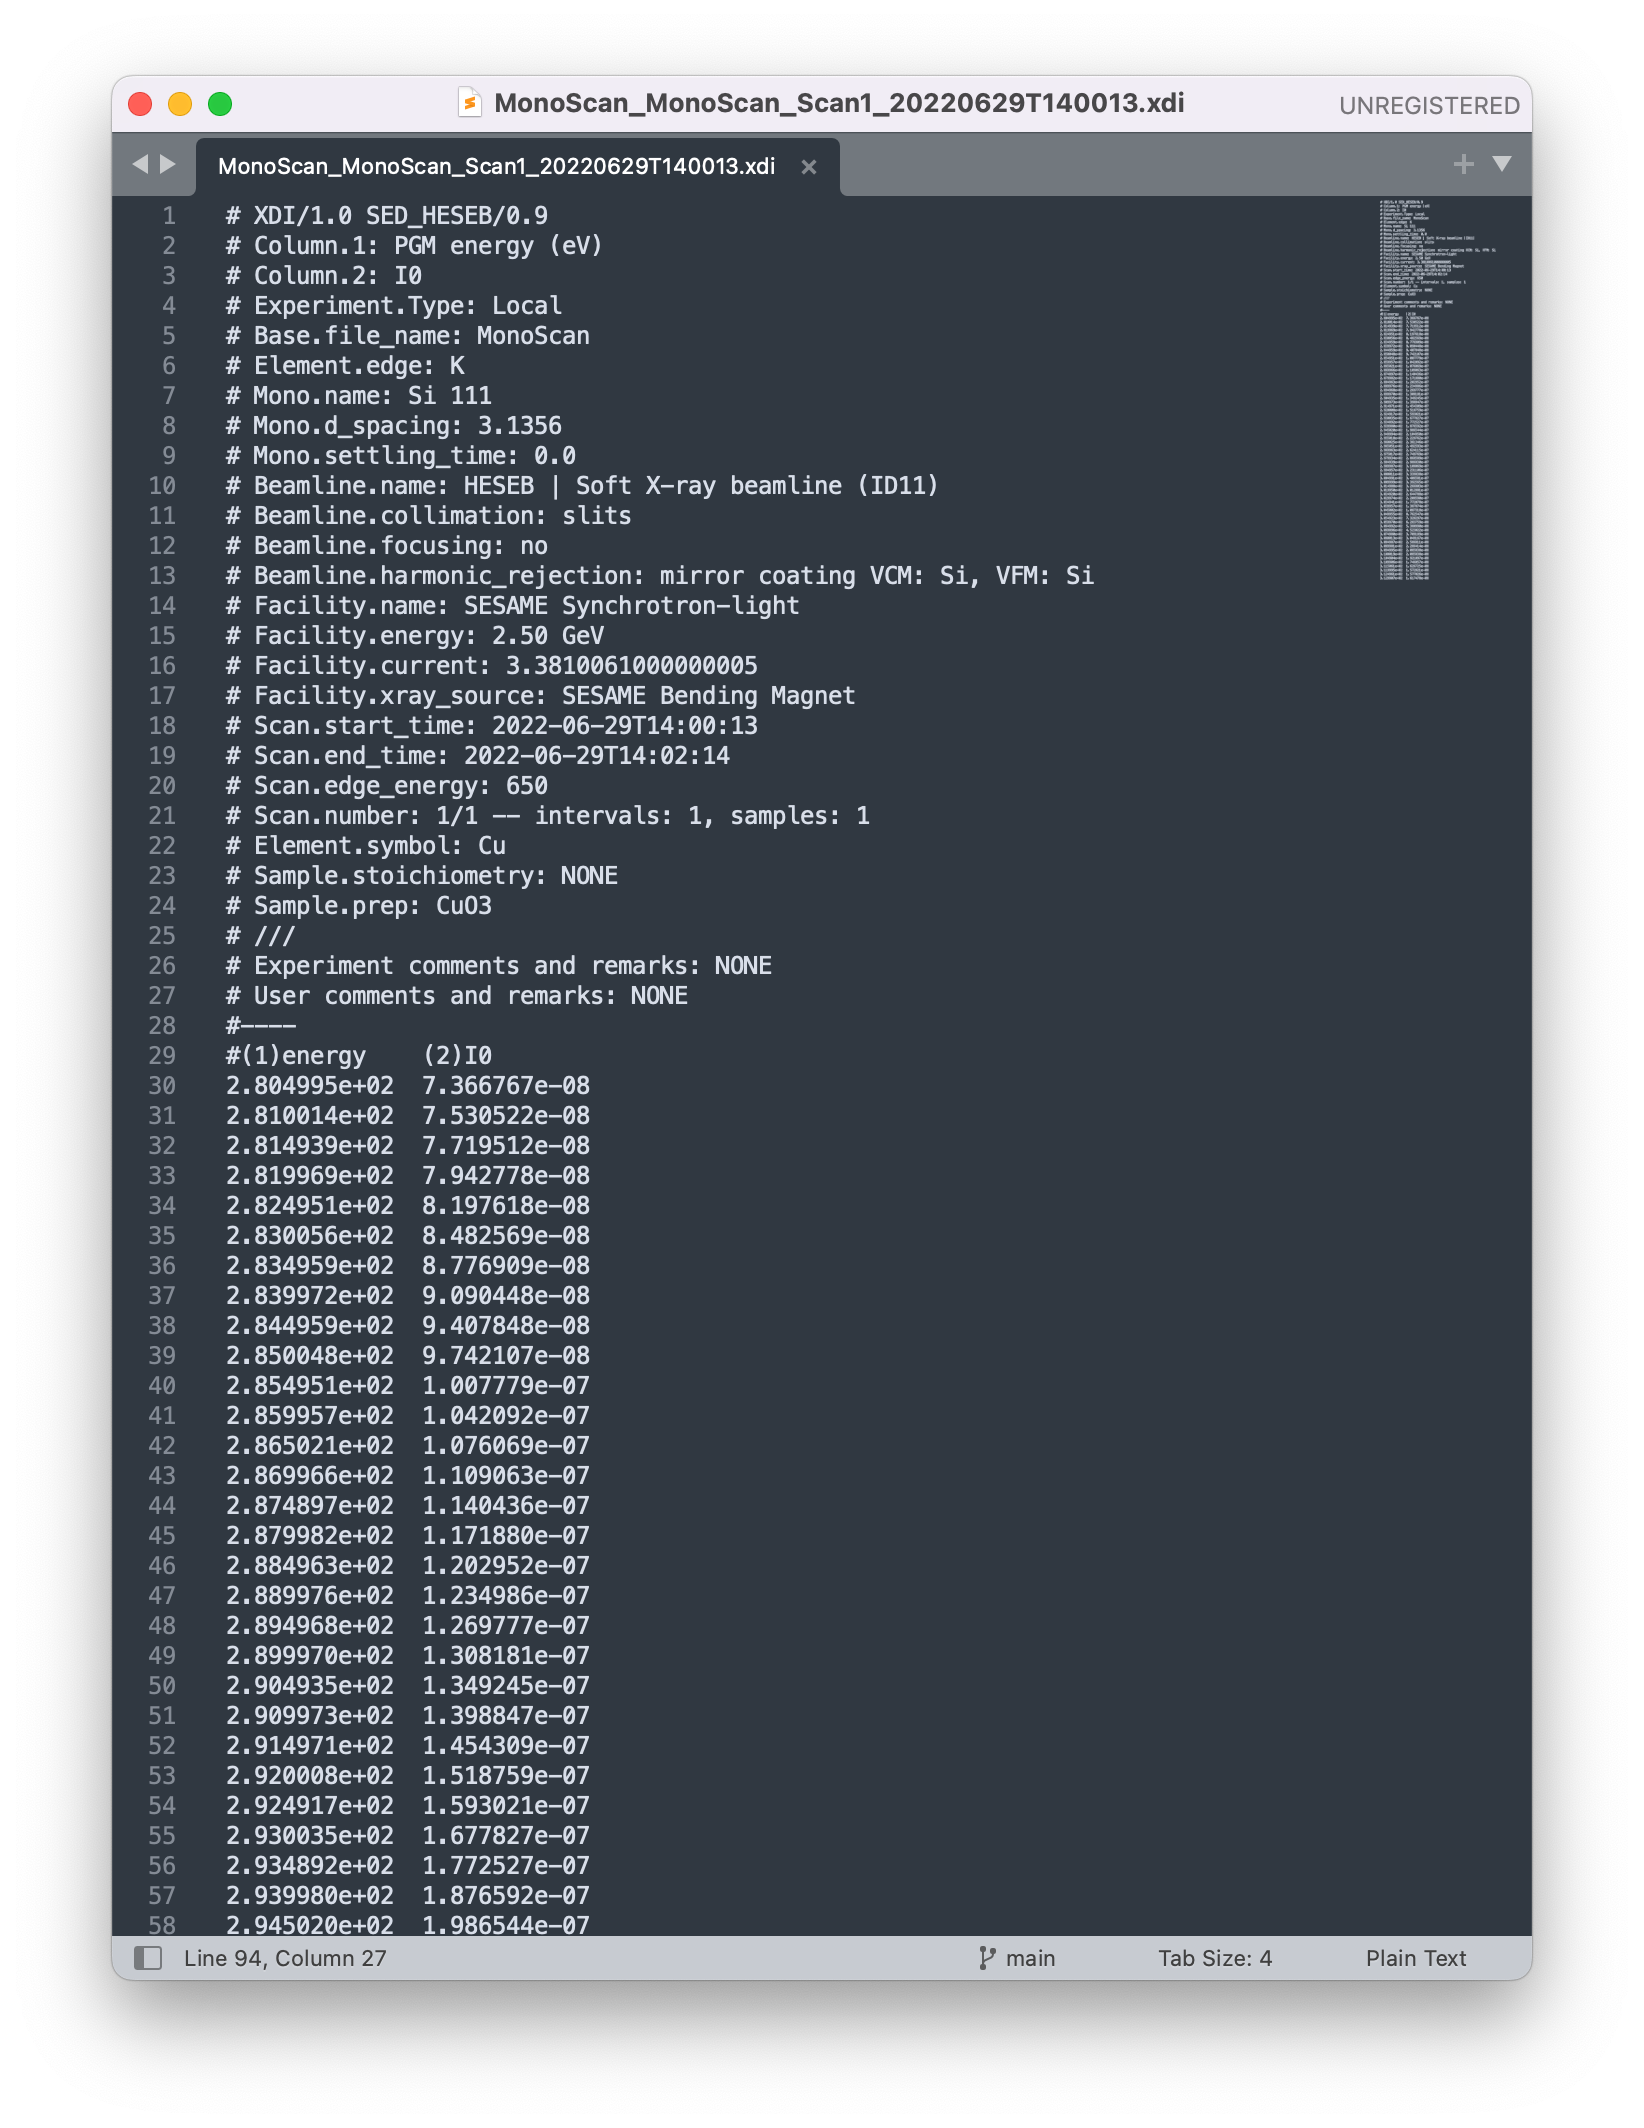 MonoScan_MonoScan_Scan1_20220629T140013.xdi
UNREGISTERED
MonoScan_MonoScan_Scan1_20220629T140013.xdi
1 # XDI/1.0 SED_HESEB/0.9
2 # Column.1: PGM energy (eV)
3 # Column.2: I0
4 # Experiment.Type: Local
5 # Base.file_name: MonoScan
6 # Element.edge: K
7 # Mono.name: Si 111
8 # Mono.d_spacing: 3.1356
9 # Mono.settling_time: 0.0
10 # Beamline.name: HESEB | Soft X-ray beamline (ID11)
11 # Beamline.collimation: slits
12 # Beamline.focusing: no
13 # Beamline.harmonic_rejection: mirror coating VCM: Si, VFM: Si
14 # Facility.name: SESAME Synchrotron-light
15 # Facility.energy: 2.50 GeV
16 # Facility.current: 3.3810061000000005
17 # Facility.xray_source: SESAME Bending Magnet
18 # Scan.start_time: 2022-06-29T14:00:13
19 # Scan.end_time: 2022-06-29T14:02:14
20 # Scan.edge_energy: 650
21 # Scan.number: 1/1 -- intervals: 1, samples: 1
22 # Element.symbol: Cu
23 # Sample.stoichiometry: NONE
24 # Sample.prep: CuO3
25 # ///
26 # Experiment comments and remarks: NONE
27 # User comments and remarks: NONE
28 #----
29 #(1)energy    (2)I0
30 2.804995e+02  7.366767e-08
31 2.810014e+02  7.530522e-08
32 2.814939e+02  7.719512e-08
33 2.819969e+02  7.942778e-08
34 2.824951e+02  8.197618e-08
35 2.830056e+02  8.482569e-08
36 2.834959e+02  8.776909e-08
37 2.839972e+02  9.090448e-08
38 2.844959e+02  9.407848e-08
39 2.850048e+02  9.742107e-08
40 2.854951e+02  1.007779e-07
41 2.859957e+02  1.042092e-07
42 2.865021e+02  1.076069e-07
43 2.869966e+02  1.109063e-07
44 2.874897e+02  1.140436e-07
45 2.879982e+02  1.171880e-07
46 2.884963e+02  1.202952e-07
47 2.889976e+02  1.234986e-07
48 2.894968e+02  1.269777e-07
49 2.899970e+02  1.308181e-07
50 2.904935e+02  1.349245e-07
51 2.909973e+02  1.398847e-07
52 2.914971e+02  1.454309e-07
53 2.920008e+02  1.518759e-07
54 2.924917e+02  1.593021e-07
55 2.930035e+02  1.677827e-07
56 2.934892e+02  1.772527e-07
57 2.939980e+02  1.876592e-07
58 2.945020e+02  1.986544e-07
Line 94, Column 27
main
Tab Size: 4
Plain Text